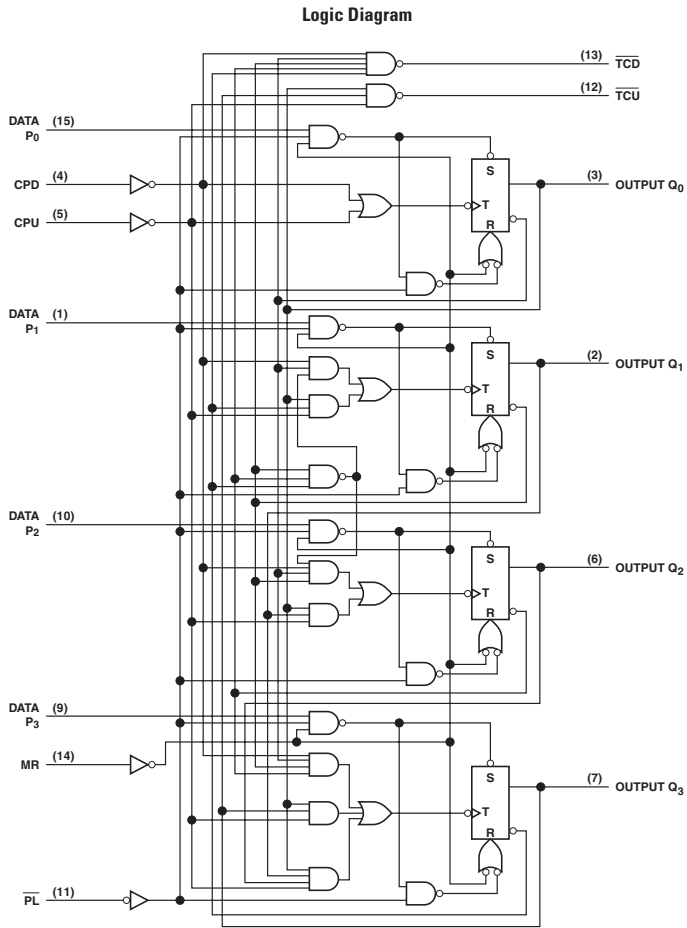 Logic Diagram
(13) TCD
(12) TCU
DATA (15)
P0
CPD (4)
CPU (5)
S
T
R
(3) OUTPUT Q0
DATA (1)
P1
S
T
R
(2) OUTPUT Q1
DATA (10)
P2
S
T
R
(6) OUTPUT Q2
DATA (9)
P3
MR (14)
S
T
R
(7) OUTPUT Q3
PL (11)